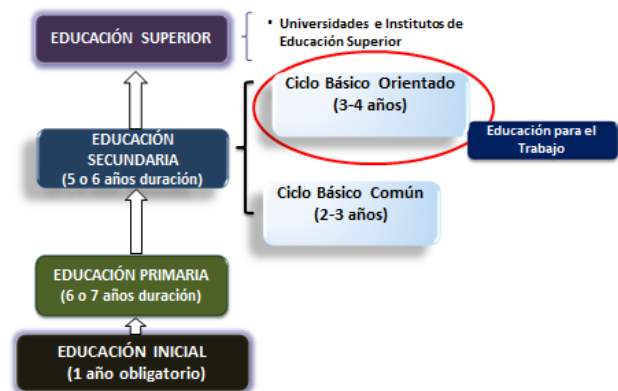 EDUCACIÓN SUPERIOR
• Universidades e Institutos de
Educación Superior
Ciclo Básico Orientado
(3-4 años)
Educación para el
Trabajo
EDUCACIÓN
SECUNDARIA
(5 o 6 años duración)
Ciclo Básico Común
(2-3 años)
EDUCACIÓN PRIMARIA
(6 o 7 años duración)
EDUCACIÓN INICIAL
(1 año obligatorio)